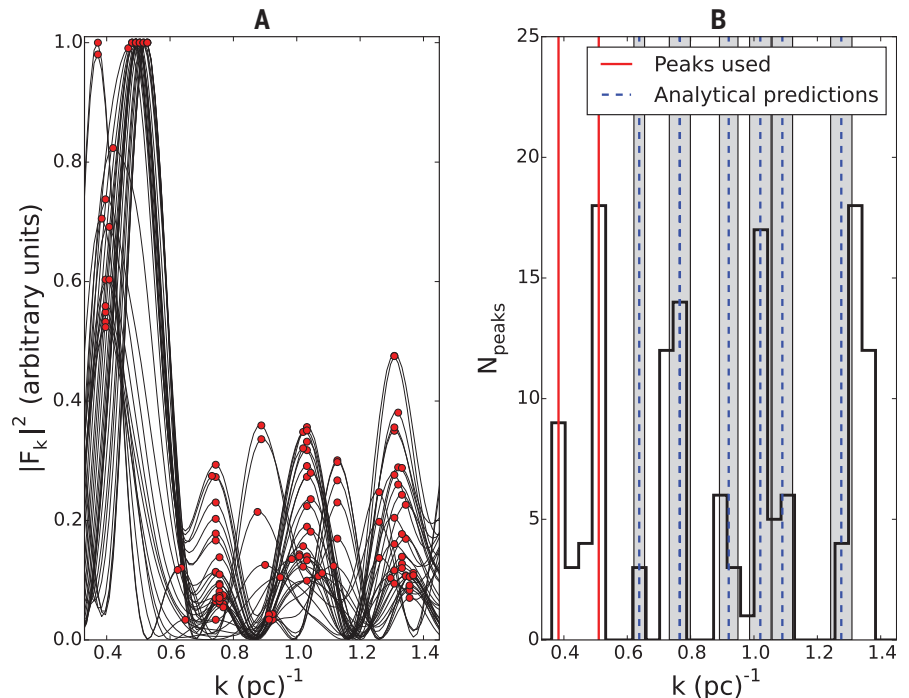 A
|F_k|^2 (arbitrary units)
1.0
0.8
0.6
0.4
0.2
0.0
0.4 0.6 0.8 1.0 1.2 1.4
k (pc)^-1
B
N_peaks
25
20
15
10
5
0
Peaks used
Analytical predictions
0.4 0.6 0.8 1.0 1.2 1.4
k (pc)^-1